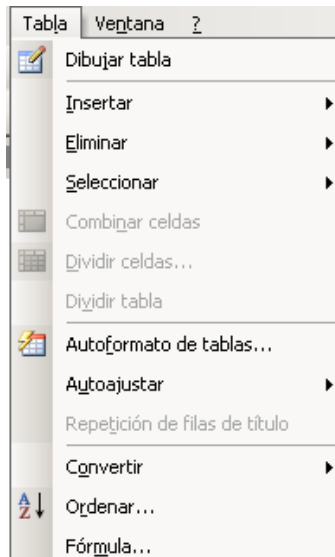 Tabla Ventana ?
Dibujar tabla
Insertar
Eliminar
Seleccionar
Combinar celdas
Dividir celdas...
Dividir tabla
Autoformato de tablas...
Autoajustar
Repetición de filas de título
Convertir
Ordenar...
Fórmula...